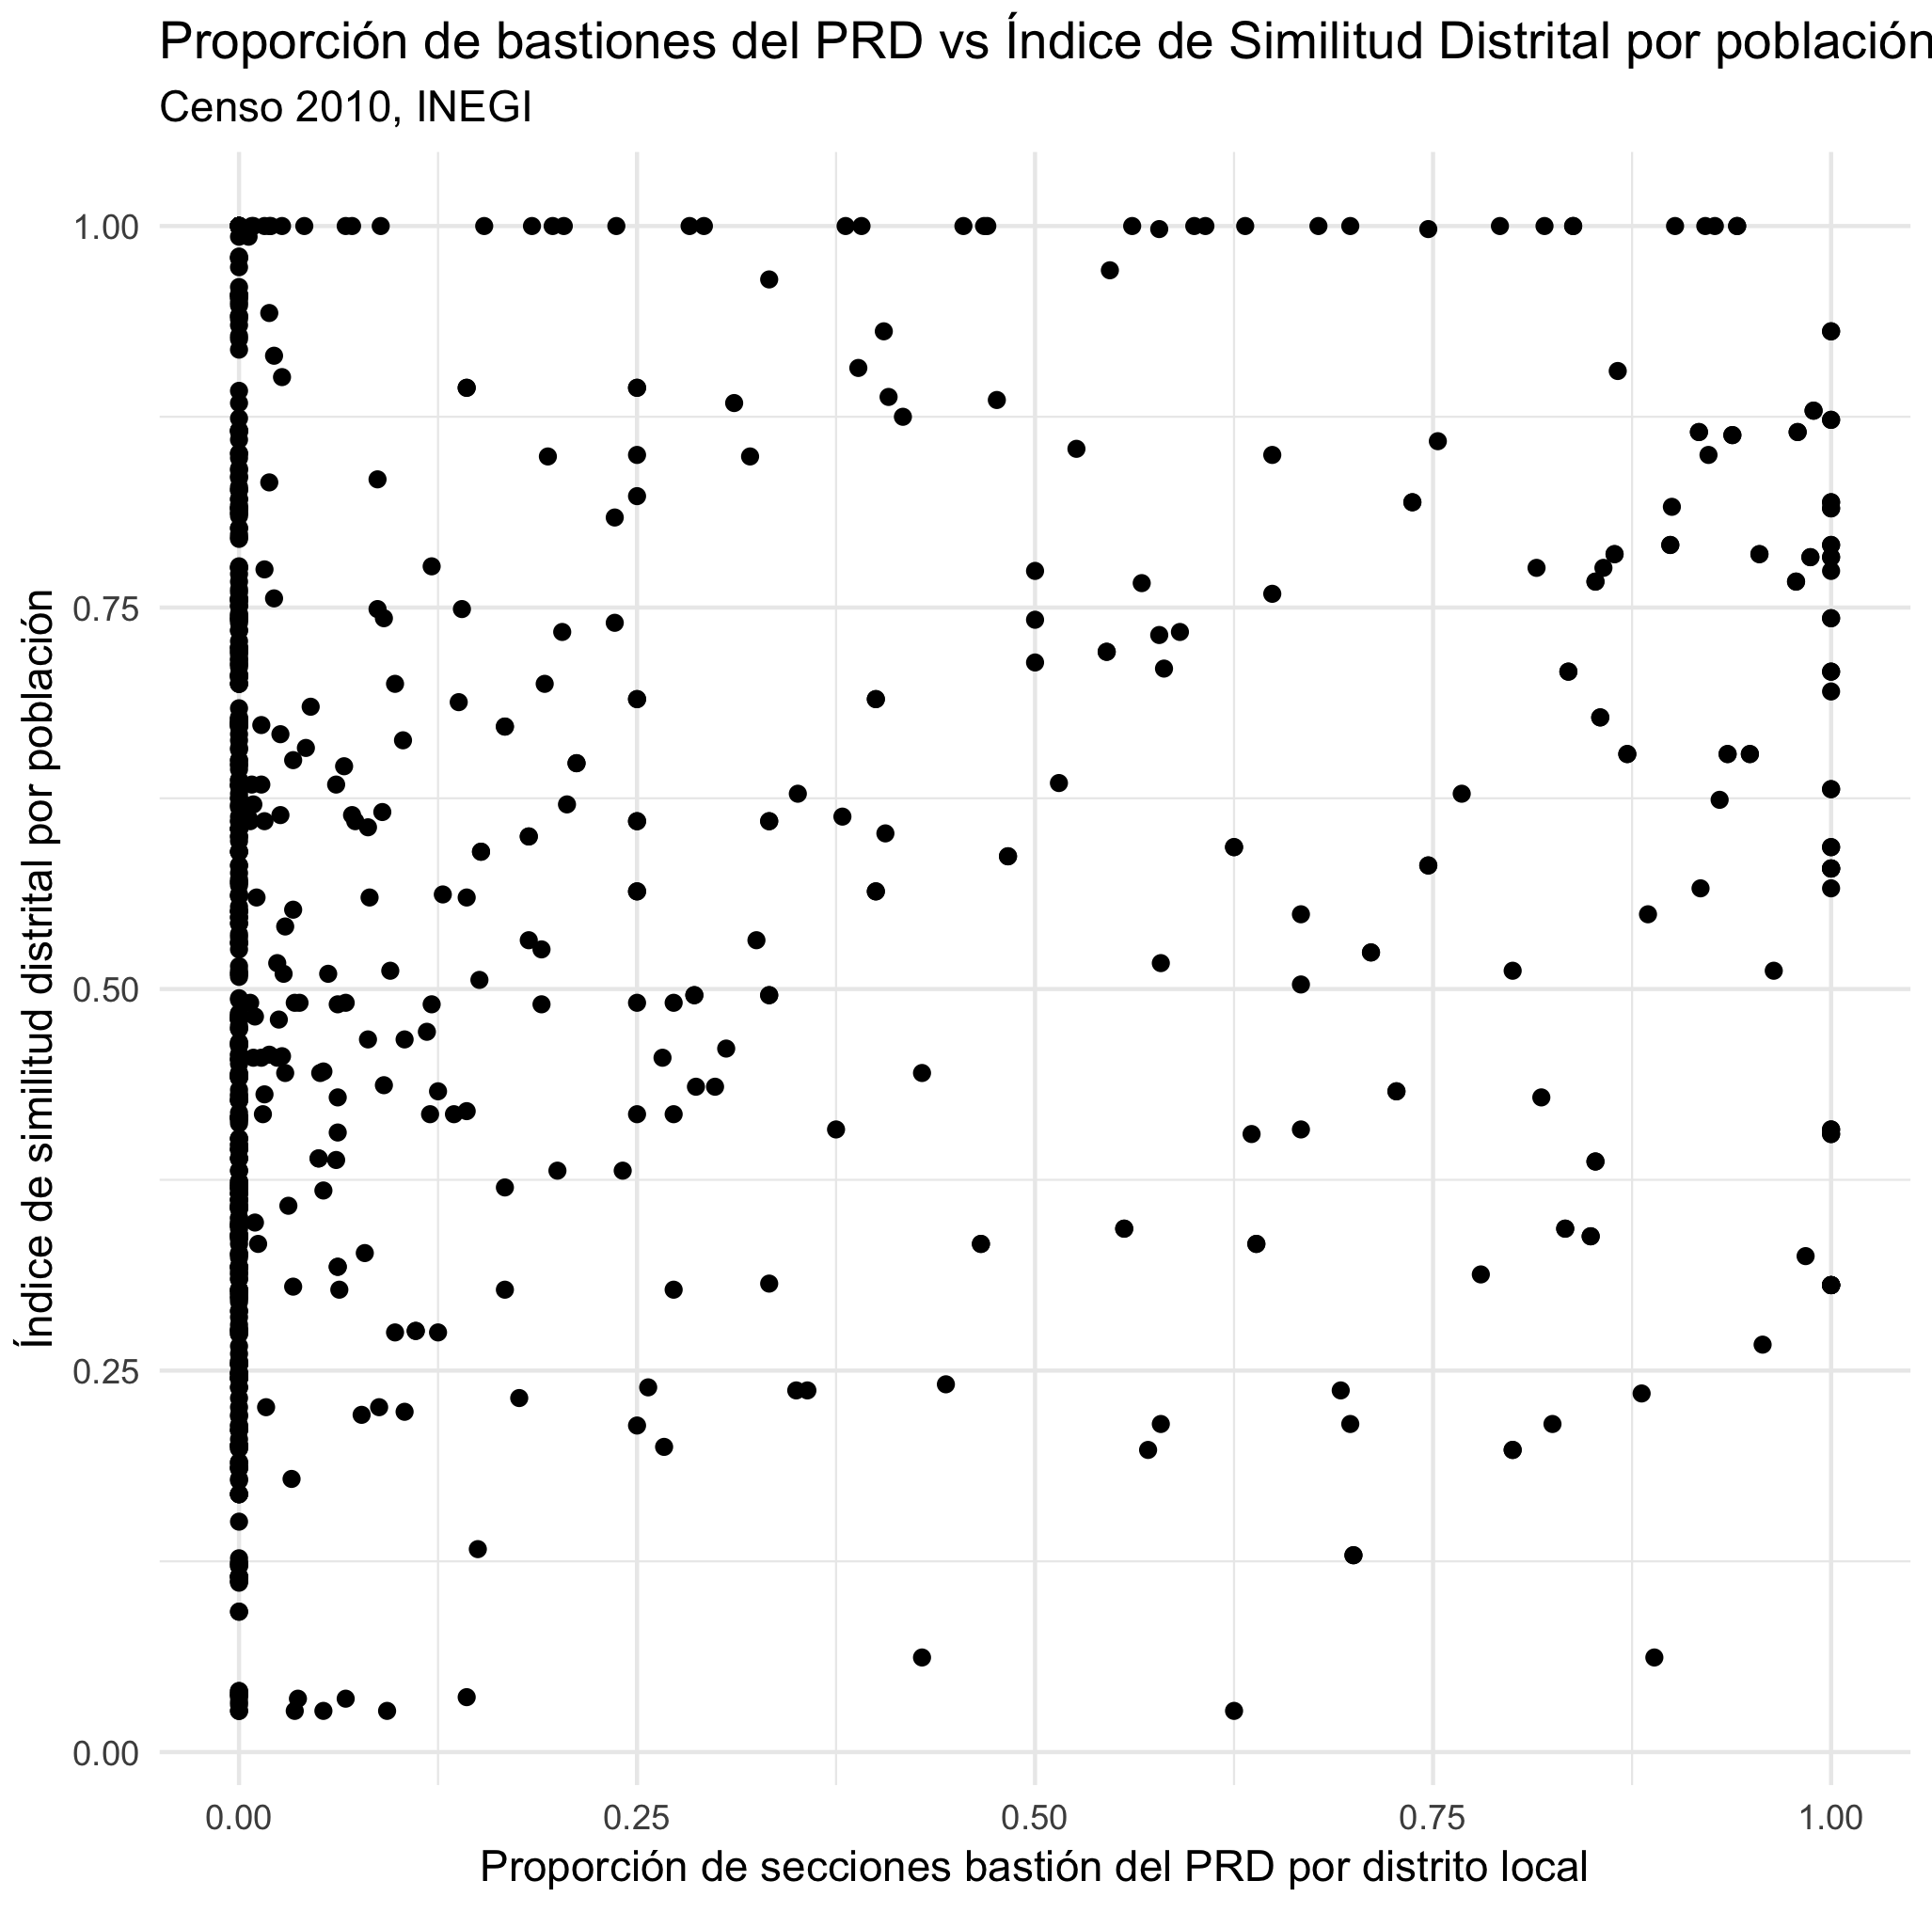 Proporción de bastiones del PRD vs Índice de Similitud Distrital por población
Censo 2010, INEGI
Índice de similitud distrital por población
1.00
0.75
0.50
0.25
0.00
0.00 0.25 0.50 0.75 1.00
Proporción de secciones bastión del PRD por distrito local